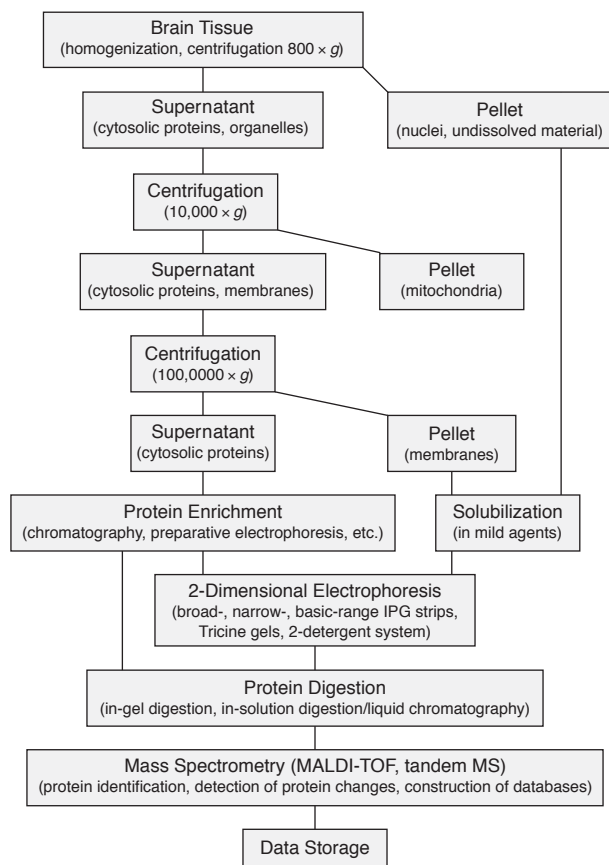 Brain Tissue
(homogenization, centrifugation 800 × g)
Supernatant
(cytosolic proteins, organelles)
Pellet
(nuclei, undissolved material)
Centrifugation
(10,000 × g)
Supernatant
(cytosolic proteins, membranes)
Pellet
(mitochondria)
Centrifugation
(100,0000 × g)
Supernatant
(cytosolic proteins)
Pellet
(membranes)
Protein Enrichment
(chromatography, preparative electrophoresis, etc.)
Solubilization
(in mild agents)
2-Dimensional Electrophoresis
(broad-, narrow-, basic-range IPG strips,
Tricine gels, 2-detergent system)
Protein Digestion
(in-gel digestion, in-solution digestion/liquid chromatography)
Mass Spectrometry (MALDI-TOF, tandem MS)
(protein identification, detection of protein changes, construction of databases)
Data Storage